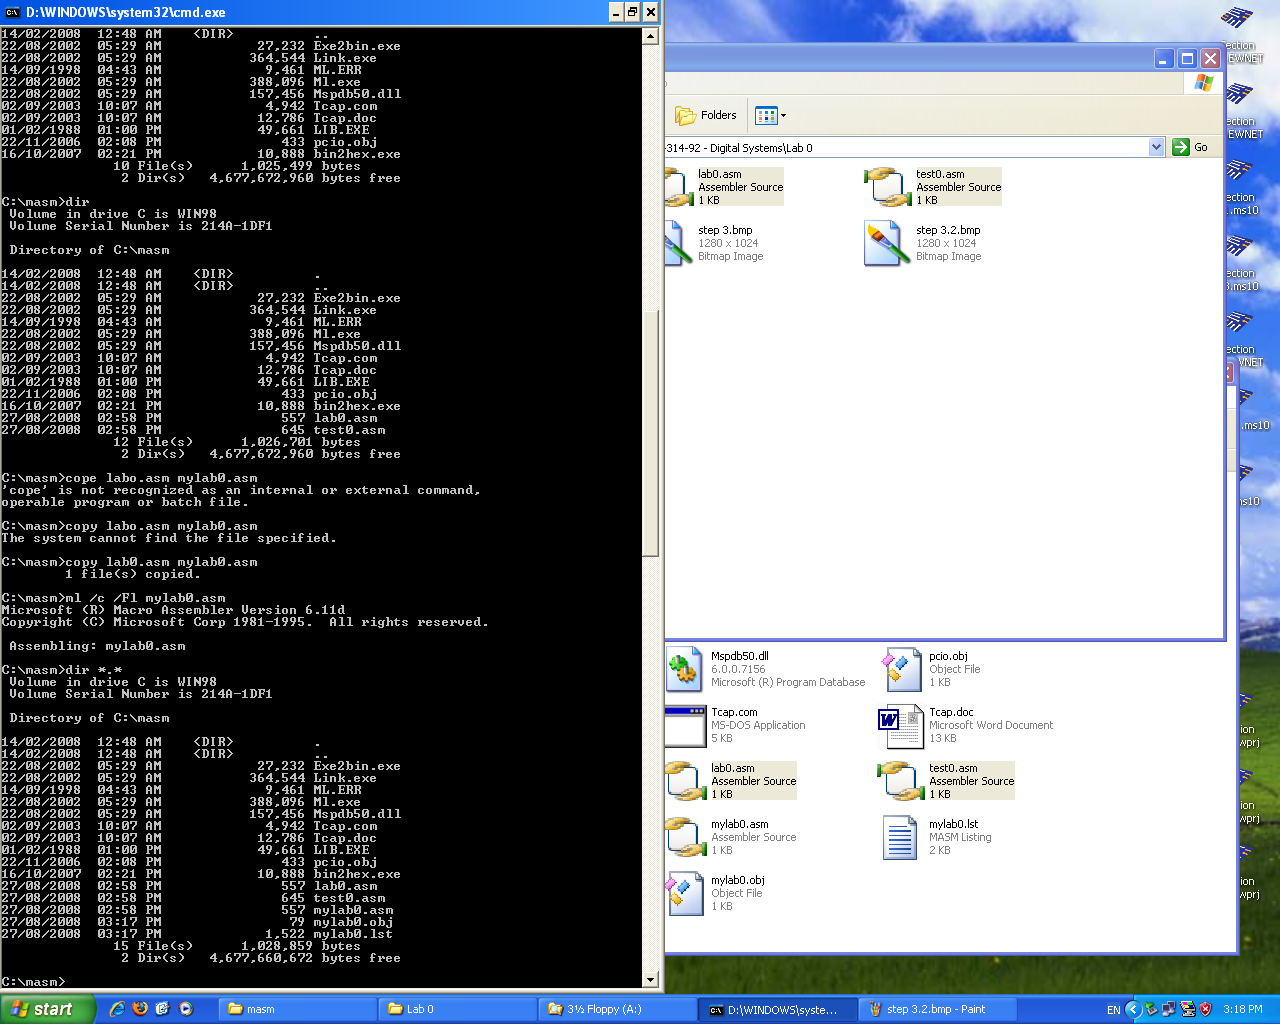 D:\WINDOWS\system32\cmd.exe
14/02/2008  12:48 AM    <DIR>          ..
22/08/2002  05:29 AM            27,232 Exe2bin.exe
22/08/2002  05:29 AM           364,544 Link.exe
14/09/1998  04:43 AM             9,461 ML.ERR
22/08/2002  05:29 AM           388,096 Ml.exe
22/08/2002  05:29 AM           157,456 Mspdb50.dll
02/09/2003  10:07 AM             4,942 Tcap.com
02/09/2003  10:07 AM            12,786 Tcap.doc
01/02/1988  01:00 PM            49,661 LIB.EXE
22/11/2006  02:08 PM               433 pcio.obj
16/10/2007  02:21 PM            10,888 bin2hex.exe
10 File(s)      1,025,499 bytes
2 Dir(s)   4,677,672,960 bytes free
C:\masm>dir
Volume in drive C is WIN98
Volume Serial Number is 214A-1DF1
Directory of C:\masm
14/02/2008  12:48 AM    <DIR>          .
14/02/2008  12:48 AM    <DIR>          ..
22/08/2002  05:29 AM            27,232 Exe2bin.exe
22/08/2002  05:29 AM           364,544 Link.exe
14/09/1998  04:43 AM             9,461 ML.ERR
22/08/2002  05:29 AM           388,096 Ml.exe
22/08/2002  05:29 AM           157,456 Mspdb50.dll
02/09/2003  10:07 AM             4,942 Tcap.com
02/09/2003  10:07 AM            12,786 Tcap.doc
01/02/1988  01:00 PM            49,661 LIB.EXE
22/11/2006  02:08 PM               433 pcio.obj
16/10/2007  02:21 PM            10,888 bin2hex.exe
27/08/2008  02:58 PM               557 lab0.asm
27/08/2008  02:58 PM               645 test0.asm
12 File(s)      1,026,701 bytes
2 Dir(s)   4,677,672,960 bytes free
C:\masm>cope labo.asm mylab0.asm
'cope' is not recognized as an internal or external command,
operable program or batch file.
C:\masm>copy labo.asm mylab0.asm
The system cannot find the file specified.
C:\masm>copy lab0.asm mylab0.asm
1 file(s) copied.
C:\masm>ml /c /Fl mylab0.asm
Microsoft (R) Macro Assembler Version 6.11d
Copyright (C) Microsoft Corp 1981-1995.  All rights reserved.
Assembling: mylab0.asm
C:\masm>dir *.*
Volume in drive C is WIN98
Volume Serial Number is 214A-1DF1
Directory of C:\masm
14/02/2008  12:48 AM    <DIR>          .
14/02/2008  12:48 AM    <DIR>          ..
22/08/2002  05:29 AM            27,232 Exe2bin.exe
22/08/2002  05:29 AM           364,544 Link.exe
14/09/1998  04:43 AM             9,461 ML.ERR
22/08/2002  05:29 AM           388,096 Ml.exe
22/08/2002  05:29 AM           157,456 Mspdb50.dll
02/09/2003  10:07 AM             4,942 Tcap.com
02/09/2003  10:07 AM            12,786 Tcap.doc
01/02/1988  01:00 PM            49,661 LIB.EXE
22/11/2006  02:08 PM               433 pcio.obj
16/10/2007  02:21 PM            10,888 bin2hex.exe
27/08/2008  02:58 PM               557 lab0.asm
27/08/2008  02:58 PM               645 test0.asm
27/08/2008  02:58 PM               557 mylab0.asm
27/08/2008  03:17 PM                79 mylab0.obj
27/08/2008  03:17 PM             1,522 mylab0.lst
15 File(s)      1,028,859 bytes
2 Dir(s)   4,677,660,672 bytes free
C:\masm>
Folders
-314-92 - Digital Systems\Lab 0
Go
lab0.asm
Assembler Source
1 KB
test0.asm
Assembler Source
1 KB
step 3.bmp
1280 x 1024
Bitmap Image
step 3.2.bmp
1280 x 1024
Bitmap Image
Mspdb50.dll
6.0.0.7156
Microsoft (R) Program Database
pcio.obj
Object File
1 KB
Tcap.com
MS-DOS Application
5 KB
Tcap.doc
Microsoft Word Document
13 KB
lab0.asm
Assembler Source
1 KB
test0.asm
Assembler Source
1 KB
mylab0.asm
Assembler Source
1 KB
mylab0.lst
MASM Listing
2 KB
mylab0.obj
Object File
1 KB
ection
EWNET
ection
EWNET
ection
.ms10
ection
.ms10
ection
WNET
.ms10
ms10
ion
wprj
ion
wprj
ion
wprj
start
masm
Lab 0
3½ Floppy (A:)
D:\WINDOWS\syste...
step 3.2.bmp - Paint
EN
3:18 PM